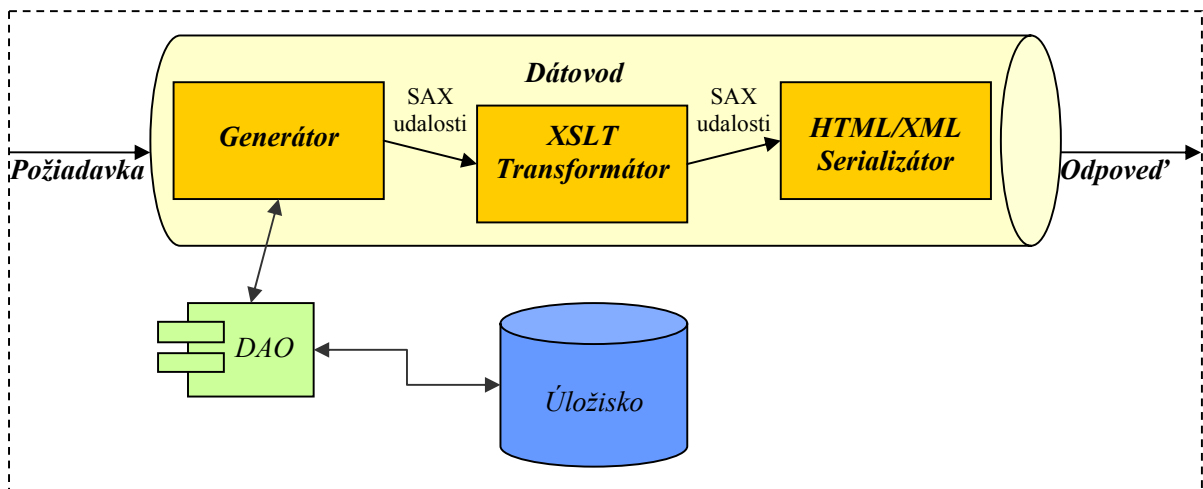 Dátovod
SAX
udalosti
SAX
udalosti
Generátor
XSLT
Transformátor
HTML/XML
Serializátor
Požiadavka
Odpoveď
DAO
Úložisko